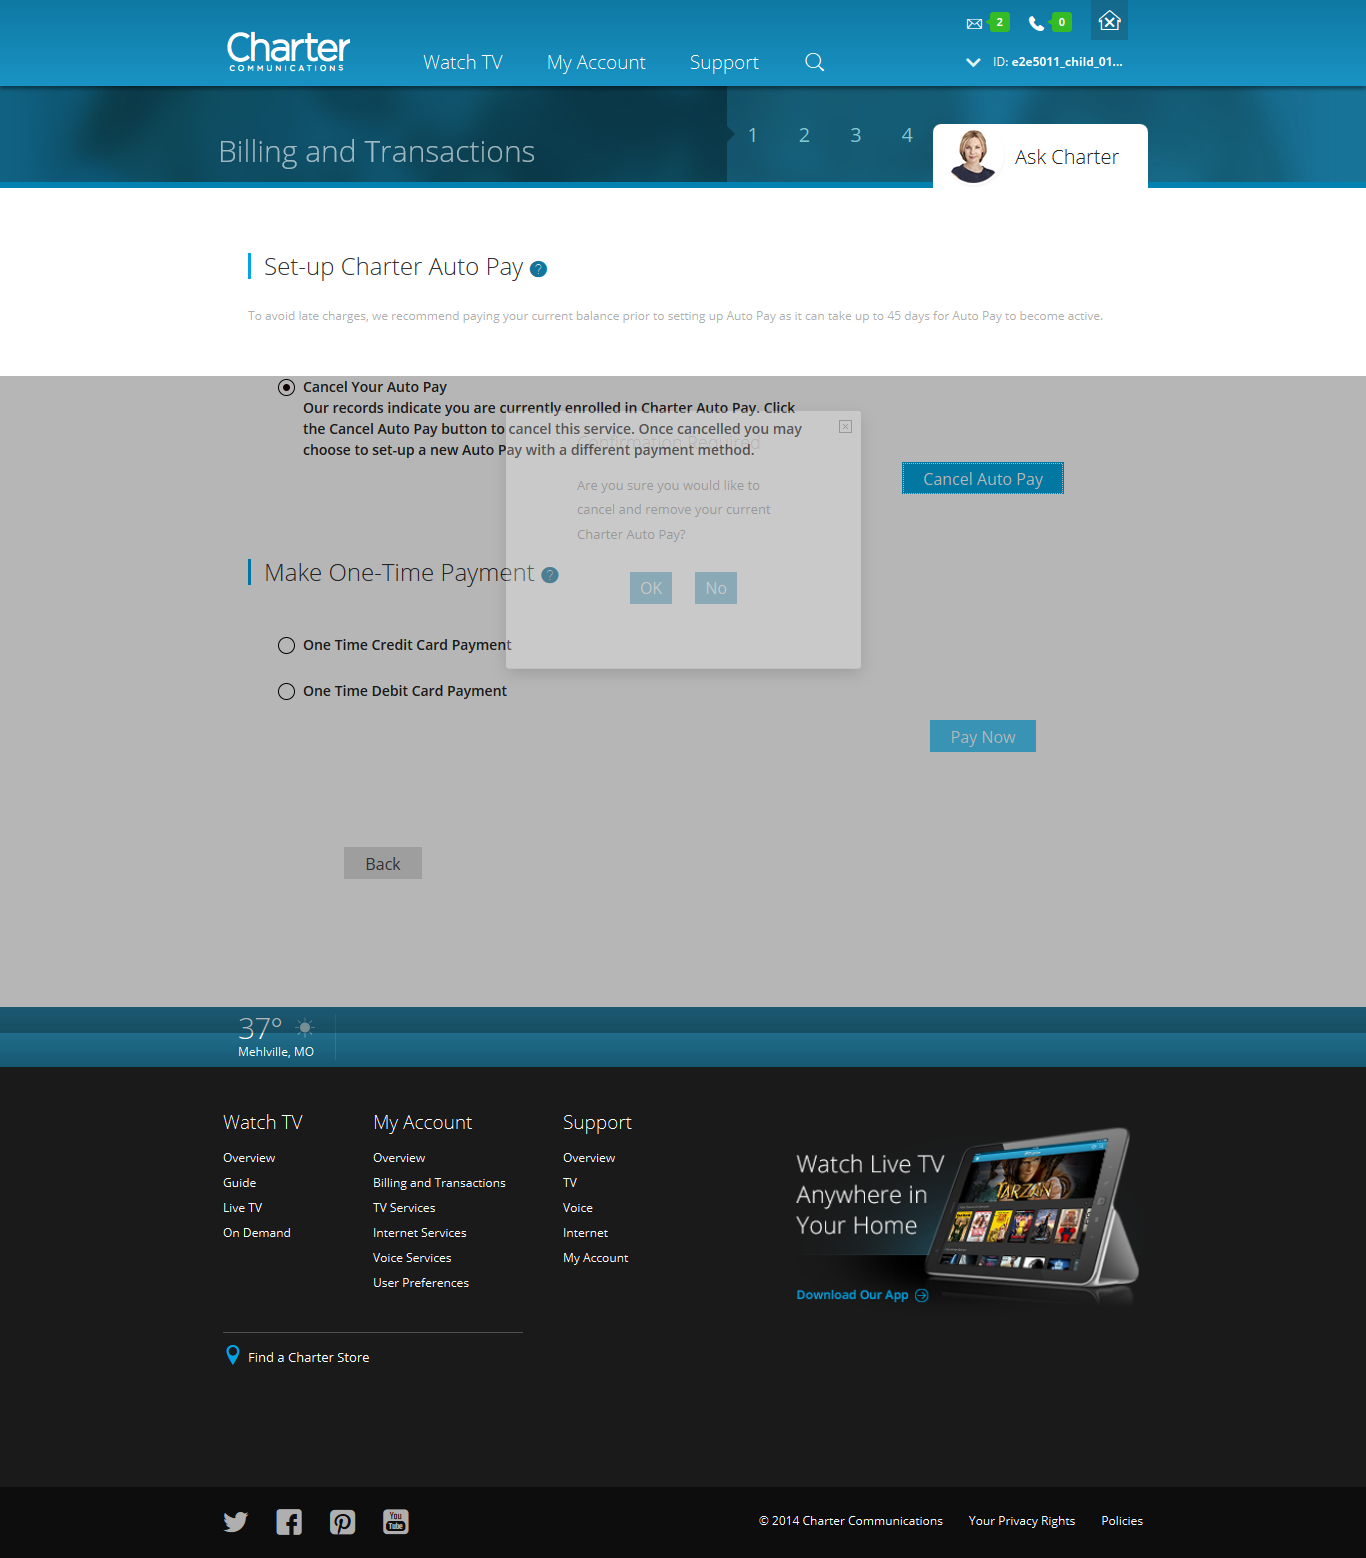 Charter
COMMUNICATIONS
Watch TV
My Account
Support
2
0
ID: e2e5011_child_01...
Billing and Transactions
1
2
3
4
Ask Charter
Set-up Charter Auto Pay ?
To avoid late charges, we recommend paying your current balance prior to setting up Auto Pay as it can take up to 45 days for Auto Pay to become active.
Cancel Your Auto Pay
Our records indicate you are currently enrolled in Charter Auto Pay. Click
the Cancel Auto Pay button to cancel this service. Once cancelled you may
choose to set-up a new Auto Pay with a different payment method.
Cancel Auto Pay
Confirmation Required
Are you sure you would like to
cancel and remove your current
Charter Auto Pay?
OK
No
Make One-Time Payment ?
One Time Credit Card Payment
One Time Debit Card Payment
Pay Now
Back
37°
Mehlville, MO
Watch TV
Overview
Guide
Live TV
On Demand
My Account
Overview
Billing and Transactions
TV Services
Internet Services
Voice Services
User Preferences
Support
Overview
TV
Voice
Internet
My Account
Watch Live TV
Anywhere in
Your Home
TARZAN
Download Our App
Find a Charter Store
You
Tube
© 2014 Charter Communications
Your Privacy Rights
Policies